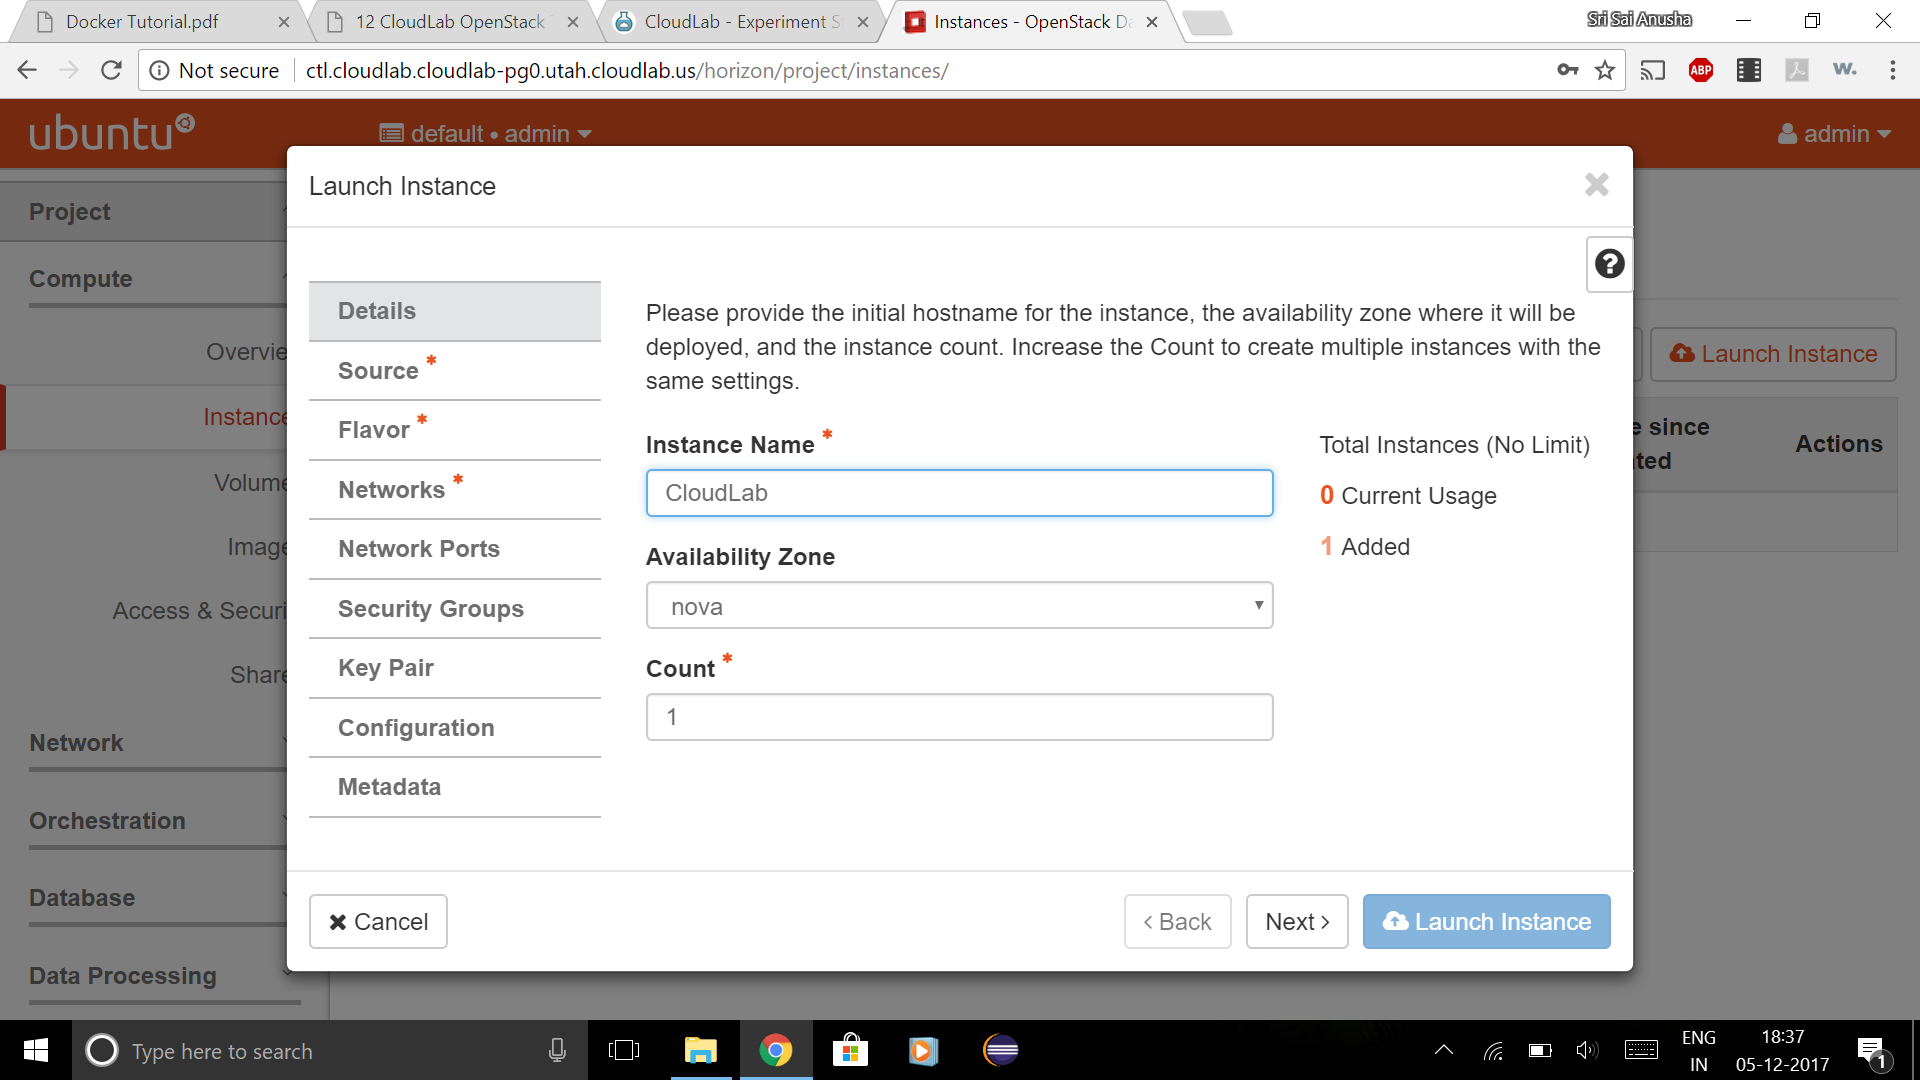 Docker Tutorial.pdf
12 CloudLab OpenStack
CloudLab - Experiment S
Instances - OpenStack Da
Sri Sai Anusha
Not secure
ctl.cloudlab.cloudlab-pg0.utah.cloudlab.us/horizon/project/instances/
ABP
w.
ubuntu
default • admin
admin
Launch Instance
Project
Compute
Overvie
Instance
Volume
Image
Access & Securi
Share
Network
Orchestration
Database
Data Processing
Details
Source *
Flavor *
Networks *
Network Ports
Security Groups
Key Pair
Configuration
Metadata
?
Please provide the initial hostname for the instance, the availability zone where it will be
deployed, and the instance count. Increase the Count to create multiple instances with the
same settings.
Instance Name *
CloudLab
Availability Zone
nova
Count *
1
Total Instances (No Limit)
0 Current Usage
1 Added
Launch Instance
e since
ted
Actions
Cancel
< Back
Next >
Launch Instance
Type here to search
ENG
IN
18:37
05-12-2017
1